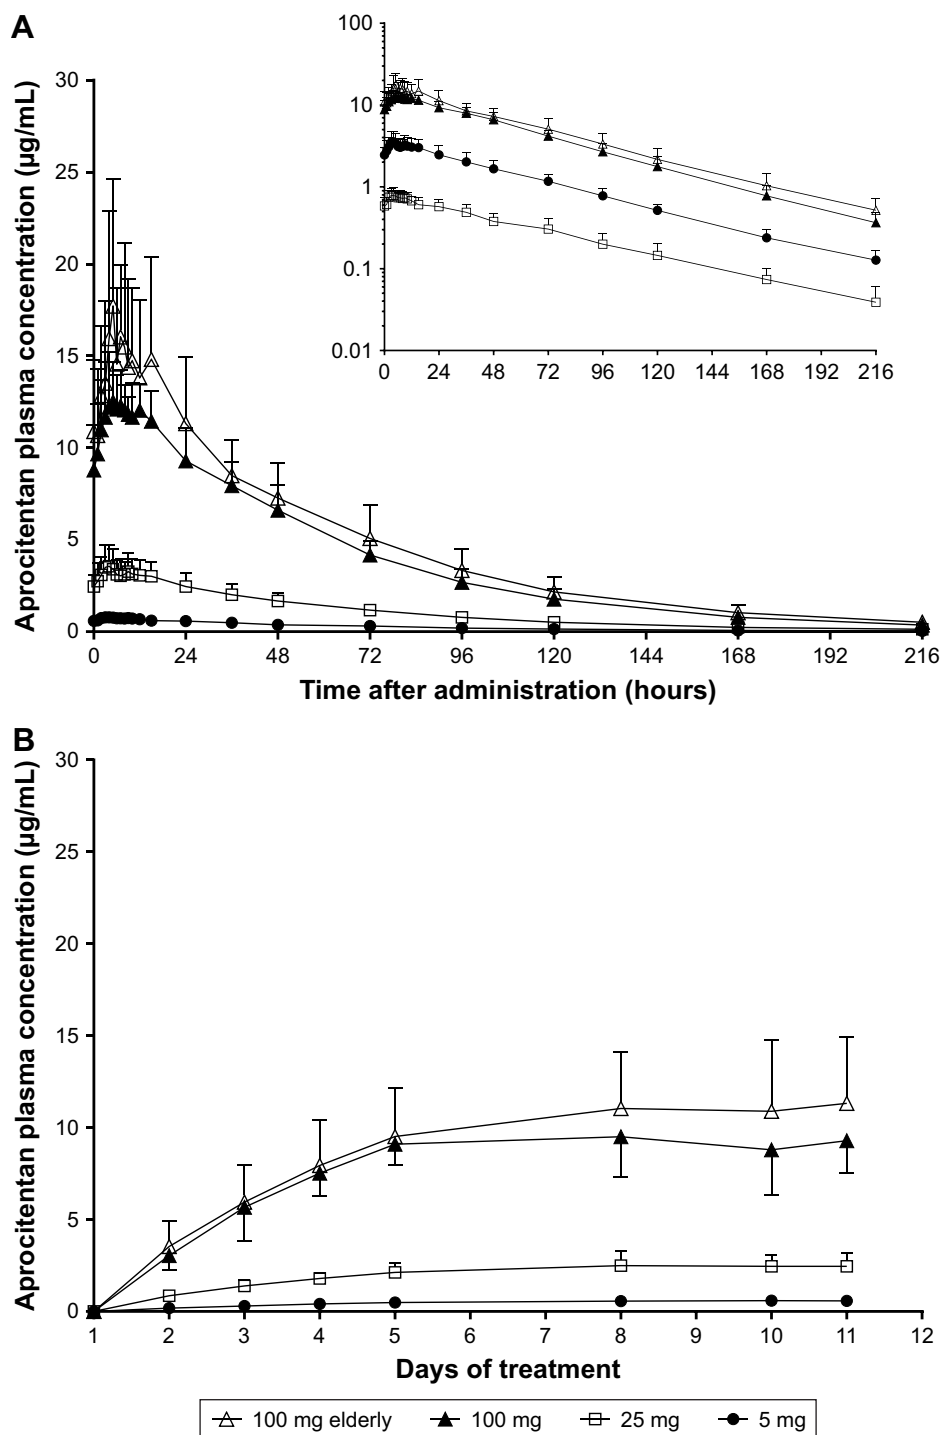 A
Aprocitentan plasma concentration (µg/mL)
30
25
20
15
10
5
0
0 24 48 72 96 120 144 168 192 216
Time after administration (hours)
100
10
1
0.1
0.01
0 24 48 72 96 120 144 168 192 216
B
Aprocitentan plasma concentration (µg/mL)
30
25
20
15
10
5
0
1 2 3 4 5 6 7 8 9 10 11 12
Days of treatment
100 mg elderly 100 mg 25 mg 5 mg